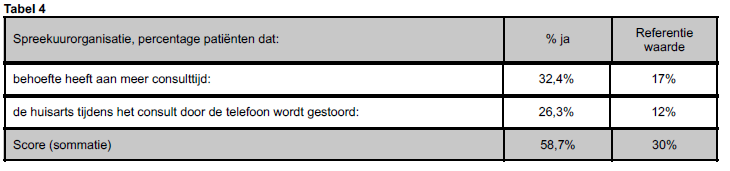 Tabel 4
Spreekuurorganisatie, percentage patiënten dat: % ja Referentie waarde
behoefte heeft aan meer consulttijd: 32,4% 17%
de huisarts tijdens het consult door de telefoon wordt gestoord: 26,3% 12%
Score (sommatie) 58,7% 30%